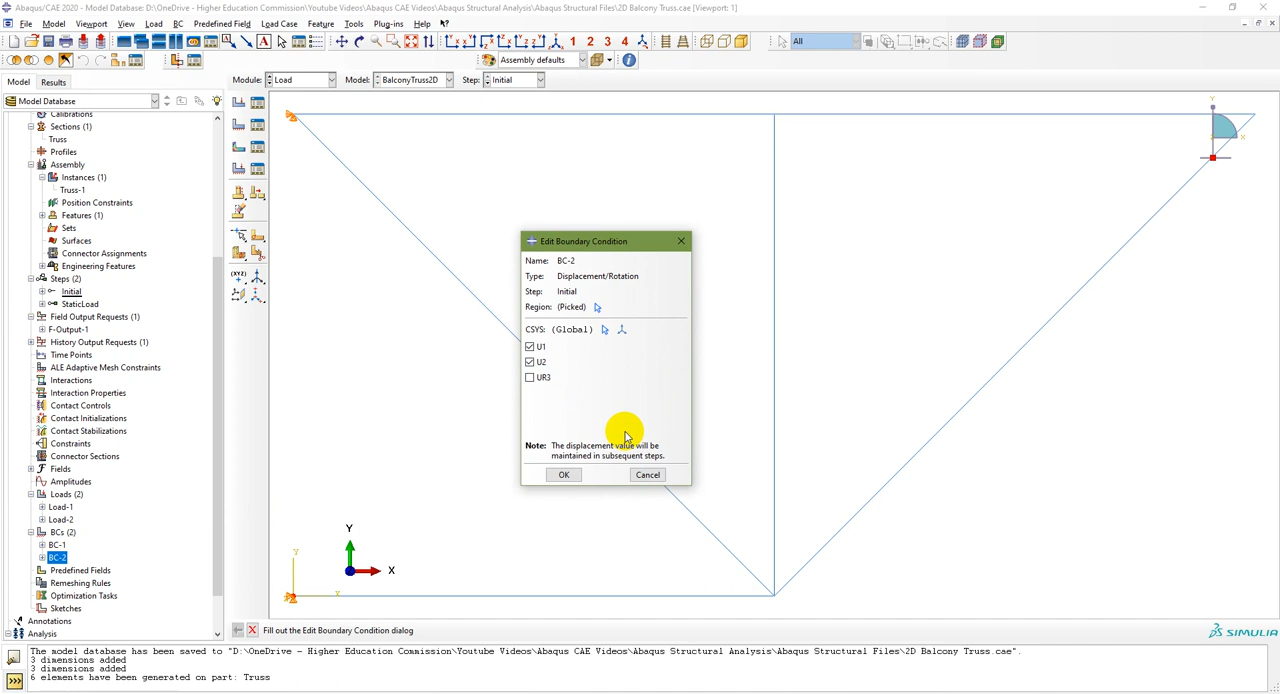 Abaqus/CAE 2020 - Model Database: D:\OneDrive - Higher Education Commission\Youtube Videos\Abaqus CAE Videos\Abaqus Structural Analysis\Abaqus Structural Files\2D Balcony Truss.cae [Viewport: 1]
File Model Viewport View Load BC Predefined Field Load Case Feature Tools Plug-ins Help
1 2 3 4 All
Assembly defaults
Model Results Module: Load Model: BalconyTruss2D Step: Initial
Model Database
Calibrations
Sections (1)
Truss
Profiles
Assembly
Instances (1)
Truss-1
Position Constraints
Features (1)
Sets
Surfaces
Connector Assignments
Engineering Features
Steps (2)
Initial
StaticLoad
Field Output Requests (1)
F-Output-1
History Output Requests (1)
Time Points
ALE Adaptive Mesh Constraints
Interactions
Interaction Properties
Contact Controls
Contact Initializations
Contact Stabilizations
Constraints
Connector Sections
Fields
Amplitudes
Loads (2)
Load-1
Load-2
BCs (2)
BC-1
BC-2
Predefined Fields
Remeshing Rules
Optimization Tasks
Sketches
Annotations
Analysis
Y
X
Edit Boundary Condition
Name: BC-2
Type: Displacement/Rotation
Step: Initial
Region: (Picked)
CSYS: (Global)
U1
U2
UR3
Note: The displacement value will be
maintained in subsequent steps.
OK Cancel
Y
X
Y
X
Fill out the Edit Boundary Condition dialog
SIMULIA
The model database has been saved to "D:\OneDrive - Higher Education Commission\Youtube Videos\Abaqus CAE Videos\Abaqus Structural Analysis\Abaqus Structural Files\2D Balcony Truss.cae".
3 dimensions added
3 dimensions added
6 elements have been generated on part: Truss